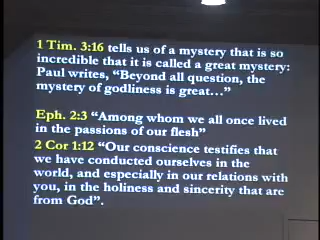 1 Tim. 3:16 tells us of a mystery that is so
incredible that it is called a great mystery:
Paul writes, “Beyond all question, the
mystery of godliness is great...”
Eph. 2:3 “Among whom we all once lived
in the passions of our flesh”
2 Cor 1:12 “Our conscience testifies that
we have conducted ourselves in the
world, and especially in our relations with
you, in the holiness and sincerity that are
from God”.